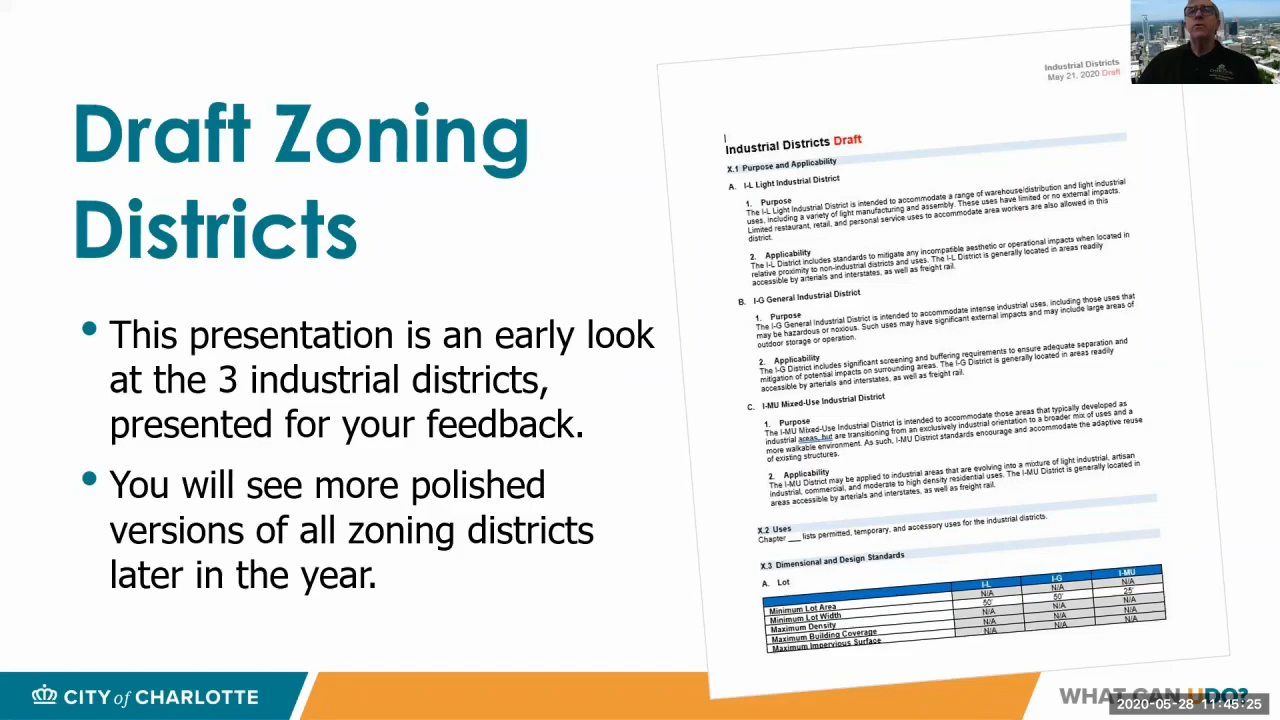 Draft Zoning
Districts
• This presentation is an early look
at the 3 industrial districts,
presented for your feedback.
• You will see more polished
versions of all zoning districts
later in the year.
Industrial Districts
May 21, 2020 Draft
Industrial Districts Draft
X.1 Purpose and Applicability
A. I-L Light Industrial District
1. Purpose
The I-L Light Industrial District is intended to accommodate a range of warehouse/distribution and light industrial
uses, including a variety of light manufacturing and assembly. These uses have limited or no external impacts.
Limited restaurant, retail, and personal service uses to accommodate area workers are also allowed in this
district.
2. Applicability
The I-L District includes standards to mitigate any incompatible aesthetic or operational impacts when located in
relative proximity to non-industrial districts and uses. The I-L District is generally located in areas readily
accessible by arterials and interstates, as well as freight rail.
B. I-G General Industrial District
1. Purpose
The I-G General Industrial District is intended to accommodate intense industrial uses, including those uses that
may be hazardous or noxious. Such uses may have significant external impacts and may include large areas of
outdoor storage or operation.
2. Applicability
The I-G District includes significant screening and buffering requirements to ensure adequate separation and
mitigation of potential impacts on surrounding areas. The I-G District is generally located in areas readily
accessible by arterials and interstates, as well as freight rail.
C. I-MU Mixed-Use Industrial District
1. Purpose
The I-MU Mixed-Use Industrial District is intended to accommodate those areas that typically developed as
industrial areas, but are transitioning from an exclusively industrial orientation to a broader mix of uses and a
more walkable environment. As such, I-MU District standards encourage and accommodate the adaptive reuse
of existing structures.
2. Applicability
The I-MU District may be applied to industrial areas that are evolving into a mixture of light industrial, artisan
industrial, commercial, and moderate to high density residential uses. The I-MU District is generally located in
areas accessible by arterials and interstates, as well as freight rail.
X.2 Uses
Chapter ___ lists permitted, temporary, and accessory uses for the industrial districts.
X.3 Dimensional and Design Standards
A. Lot
I-L I-G I-MU
Minimum Lot Area N/A N/A N/A
Minimum Lot Width 50' 50' 25'
Maximum Density N/A N/A N/A
Maximum Building Coverage N/A N/A N/A
Maximum Impervious Surface N/A N/A N/A
CITY of CHARLOTTE
WHAT CAN UDO?
2020-05-28 11:45:25